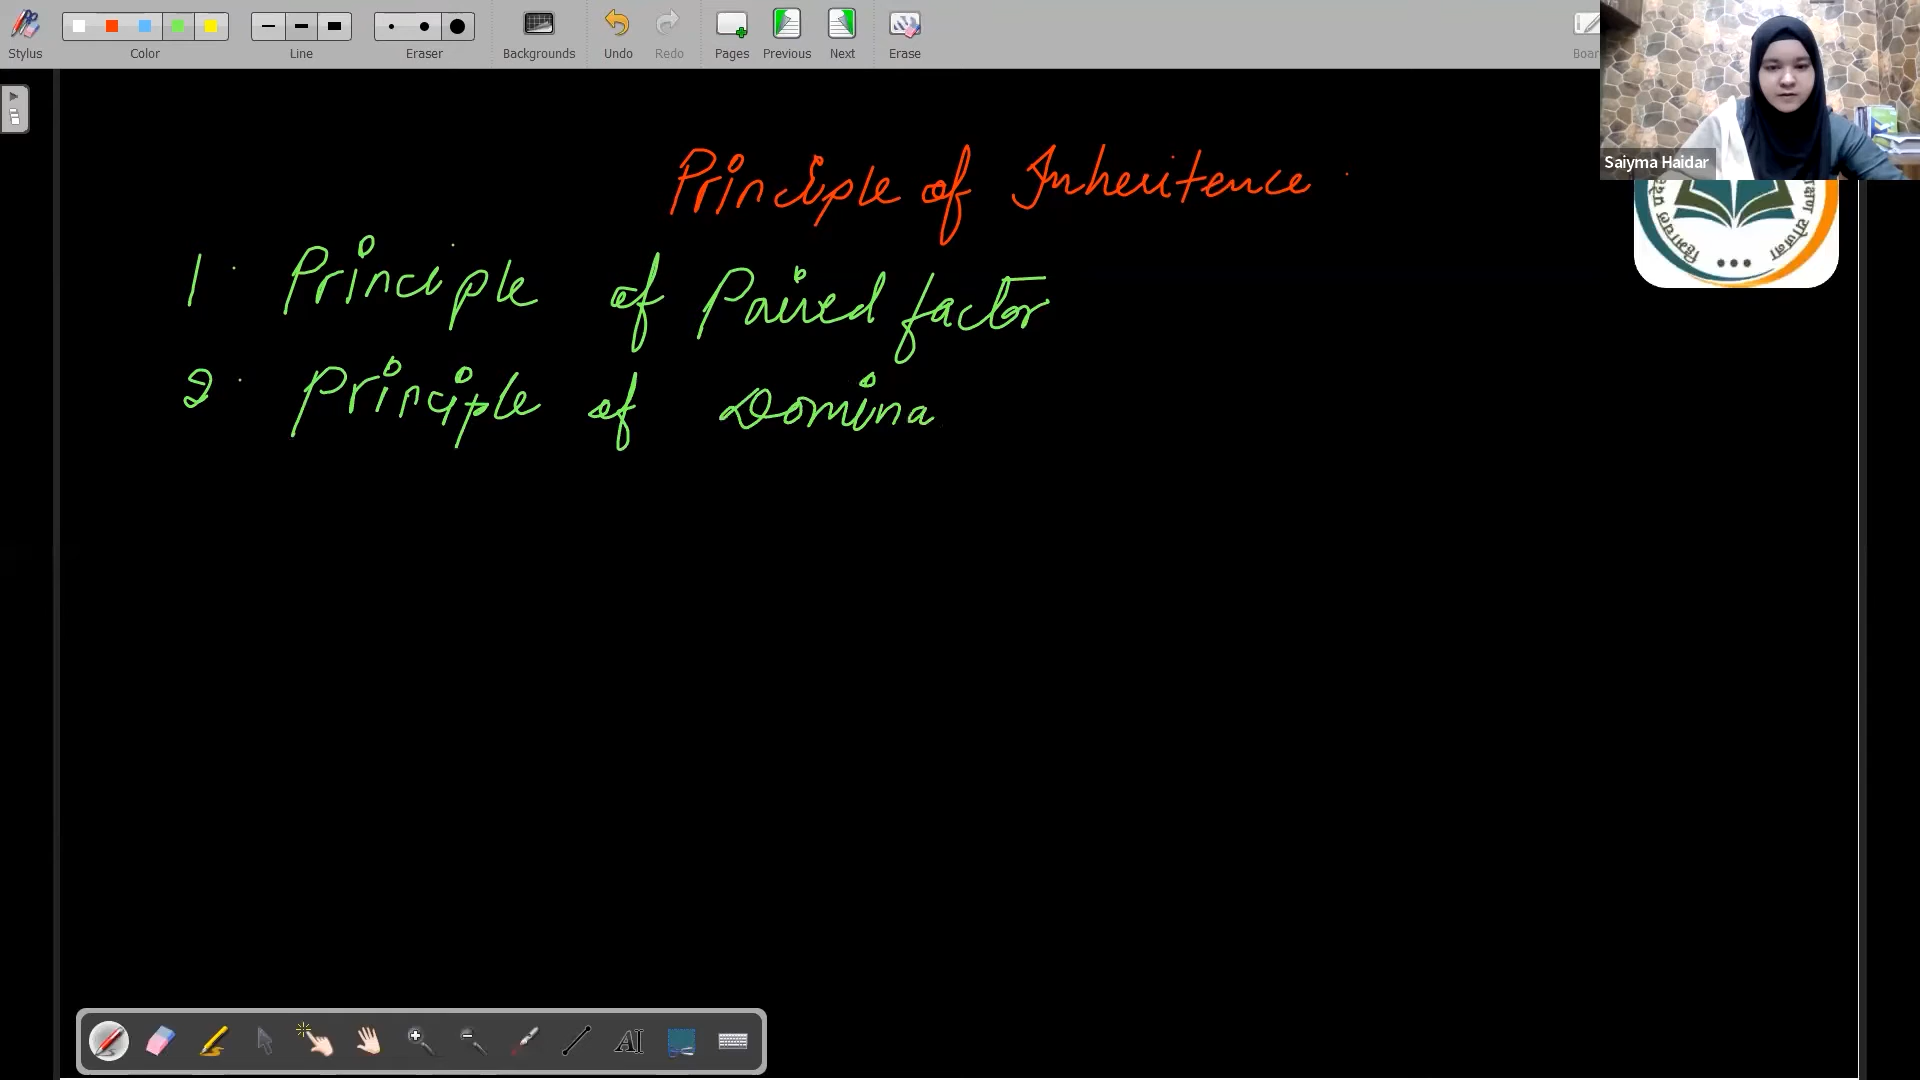 Stylus Color Line Eraser Backgrounds Undo Redo Pages Previous Next Erase Boar
Saiyma Haidar
Principle of Inheritence
1. Principle of Paired factor
2. Principle of Domina